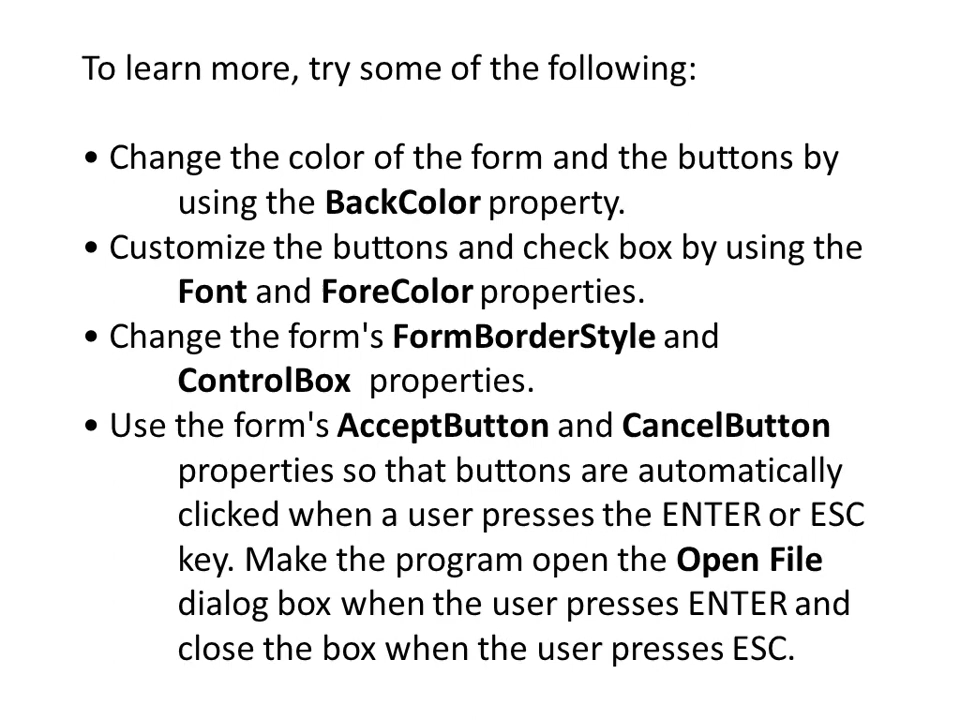 To learn more, try some of the following:
• Change the color of the form and the buttons by
using the BackColor property.
• Customize the buttons and check box by using the
Font and ForeColor properties.
• Change the form's FormBorderStyle and
ControlBox  properties.
• Use the form's AcceptButton and CancelButton
properties so that buttons are automatically
clicked when a user presses the ENTER or ESC
key. Make the program open the Open File
dialog box when the user presses ENTER and
close the box when the user presses ESC.